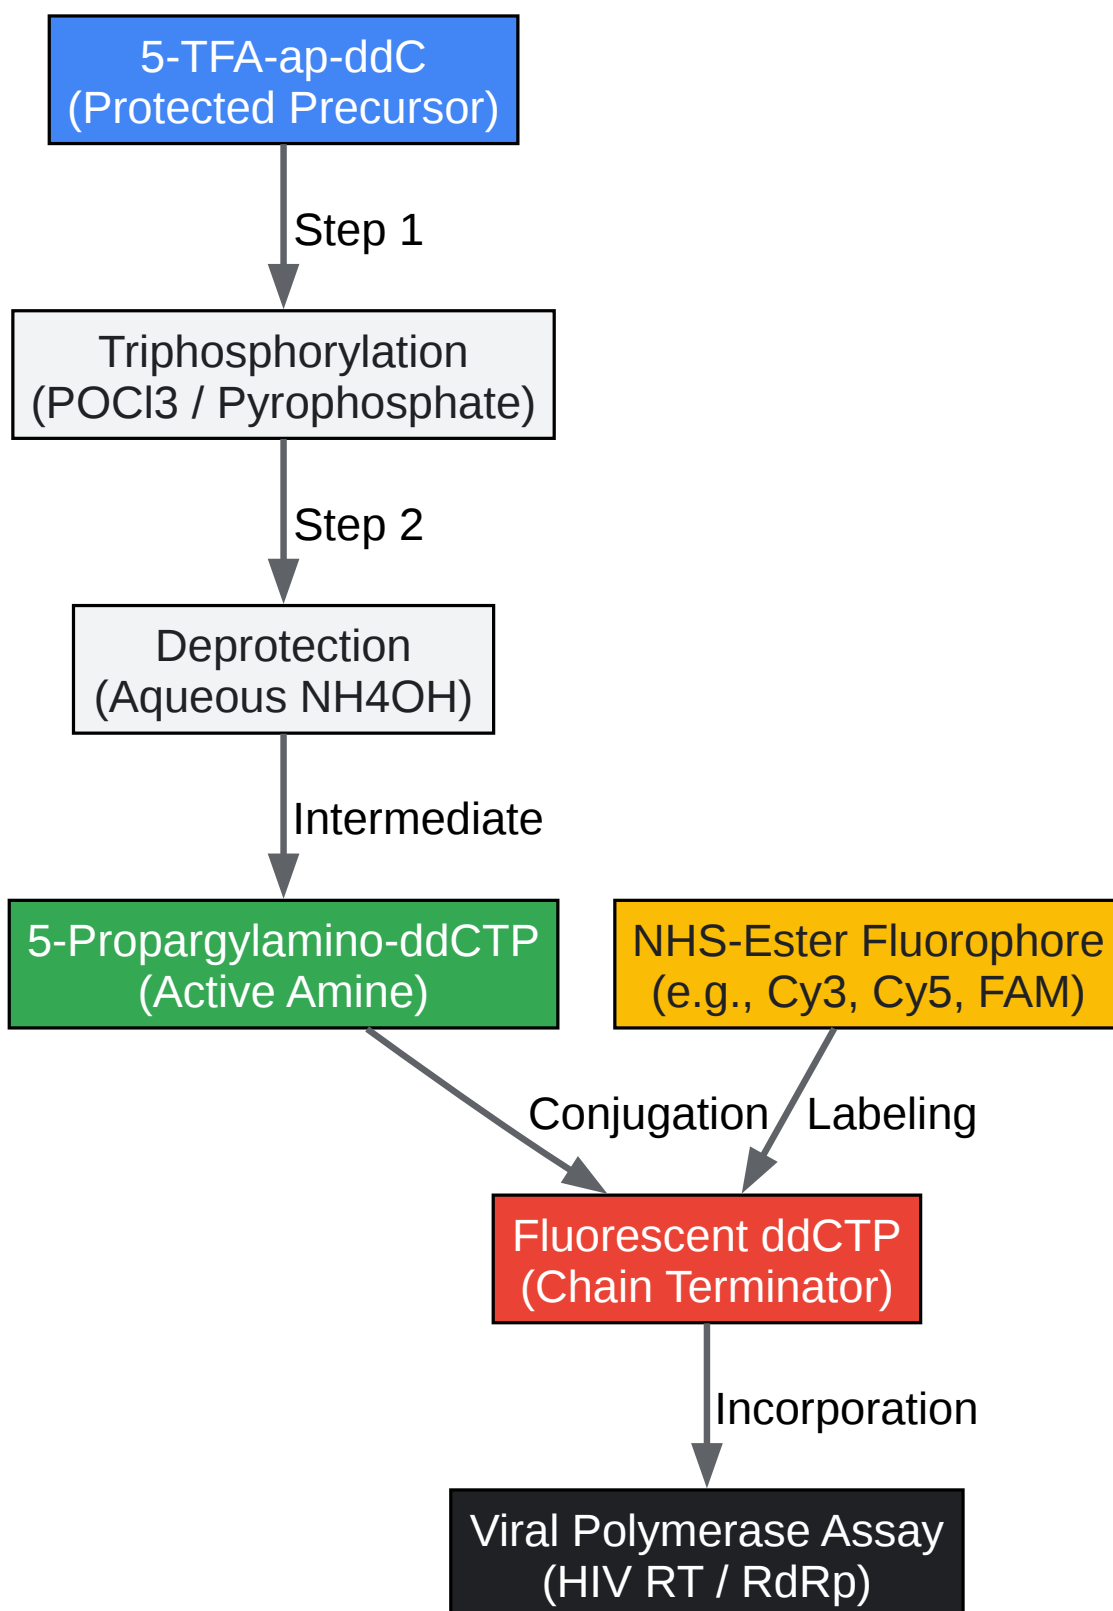 5-TFA-ap-ddC
(Protected Precursor)
Step 1
Triphosphorylation
(POCl3 / Pyrophosphate)
Step 2
Deprotection
(Aqueous NH4OH)
Intermediate
5-Propargylamino-ddCTP
(Active Amine)
NHS-Ester Fluorophore
(e.g., Cy3, Cy5, FAM)
Conjugation
Labeling
Fluorescent ddCTP
(Chain Terminator)
Incorporation
Viral Polymerase Assay
(HIV RT / RdRp)